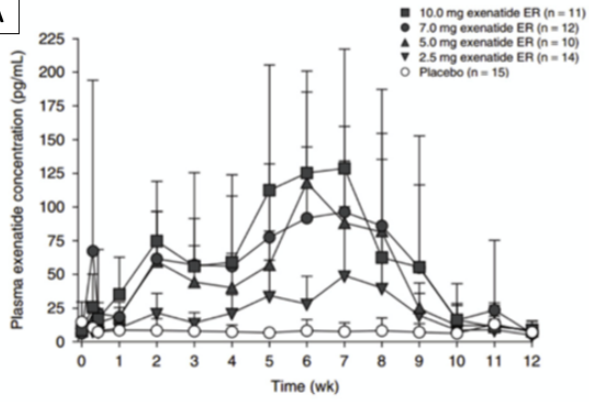 A
10.0 mg exenatide ER (n = 11)
7.0 mg exenatide ER (n = 12)
5.0 mg exenatide ER (n = 10)
2.5 mg exenatide ER (n = 14)
Placebo (n = 15)
Plasma exenatide concentration (pg/mL)
225
200
175
150
125
100
75
50
25
0
0 1 2 3 4 5 6 7 8 9 10 11 12
Time (wk)